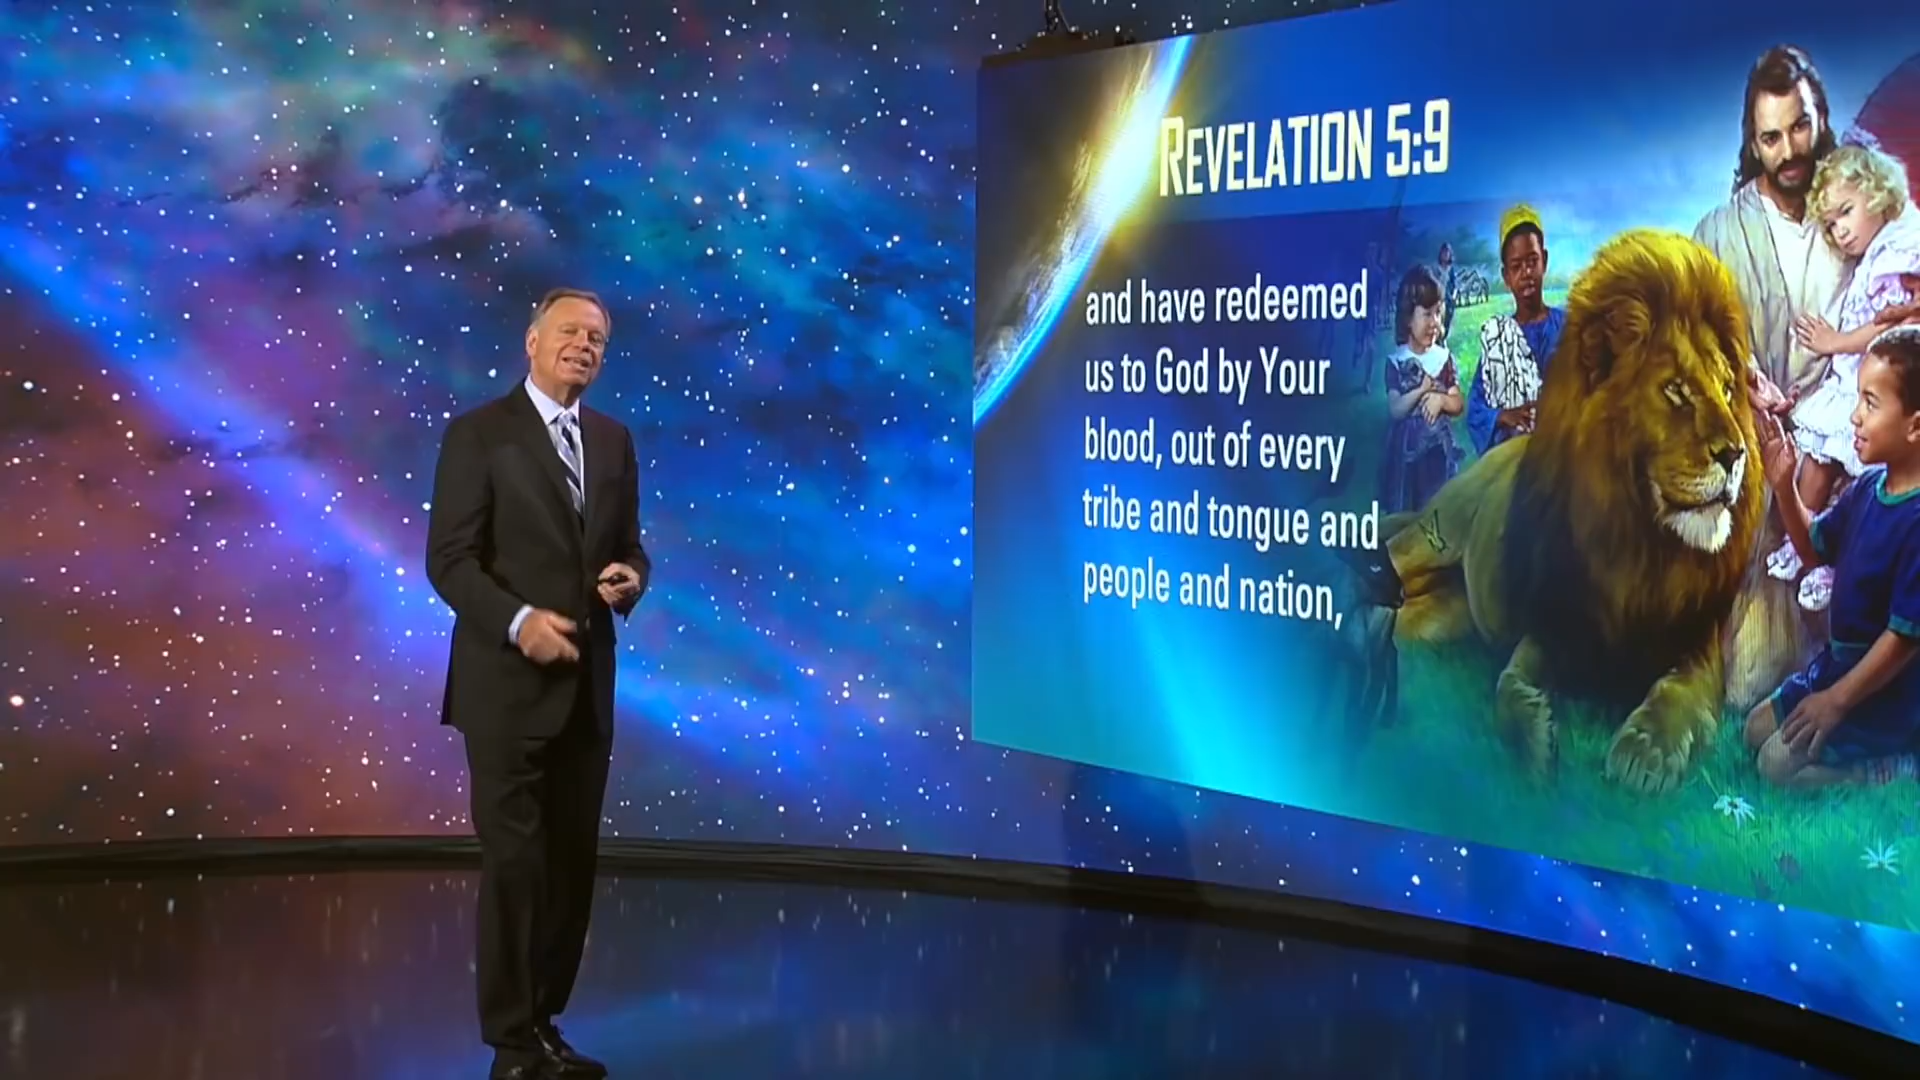 REVELATION 5:9
and have redeemed
us to God by Your
blood, out of every
tribe and tongue and
people and nation,